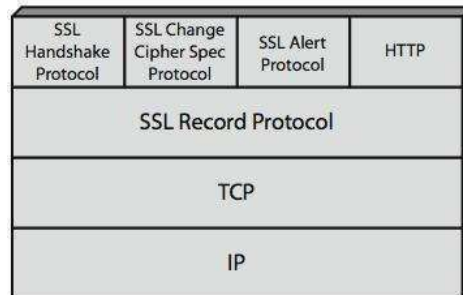 SSL
Handshake
Protocol
SSL Change
Cipher Spec
Protocol
SSL Alert
Protocol
HTTP
SSL Record Protocol
TCP
IP